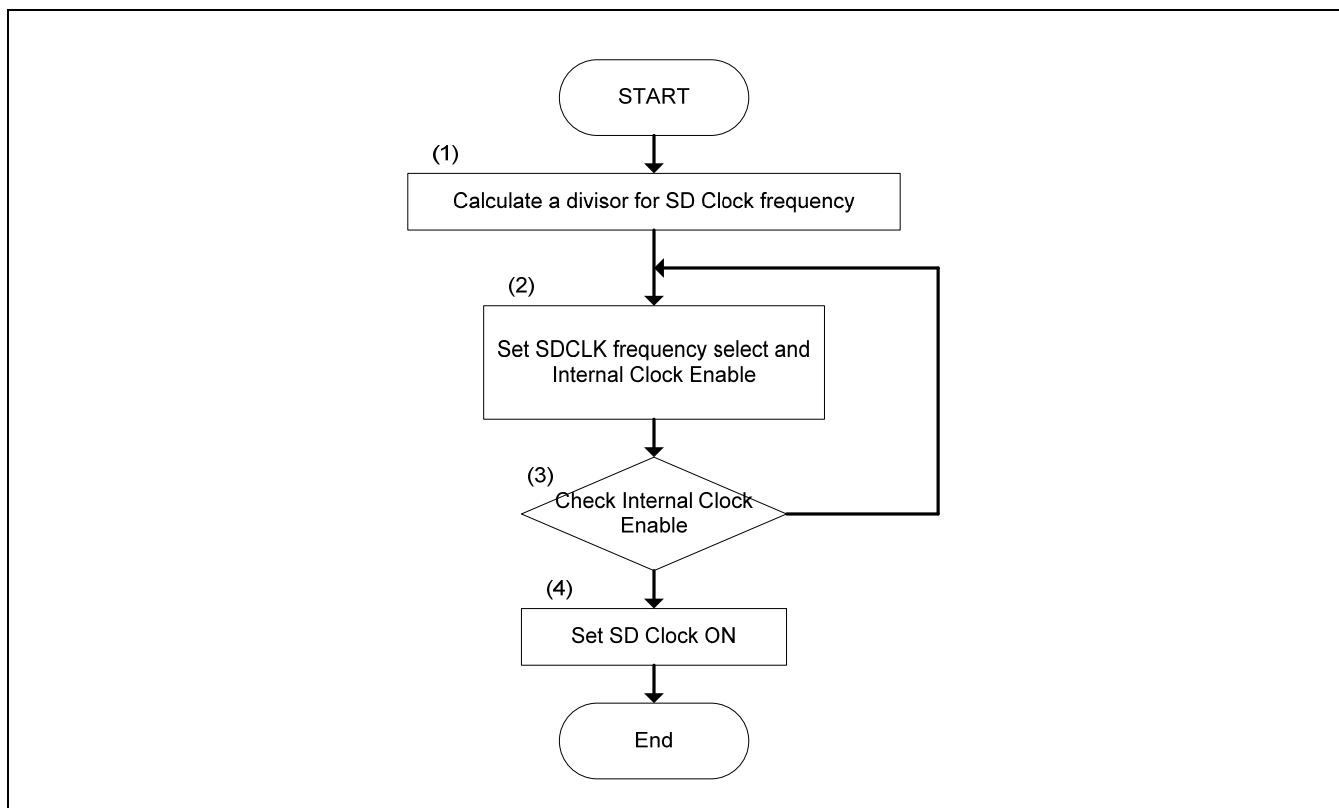 START
(1)
Calculate a divisor for SD Clock frequency
(2)
Set SDCLK frequency select and
Internal Clock Enable
(3)
Check Internal Clock
Enable
(4)
Set SD Clock ON
End